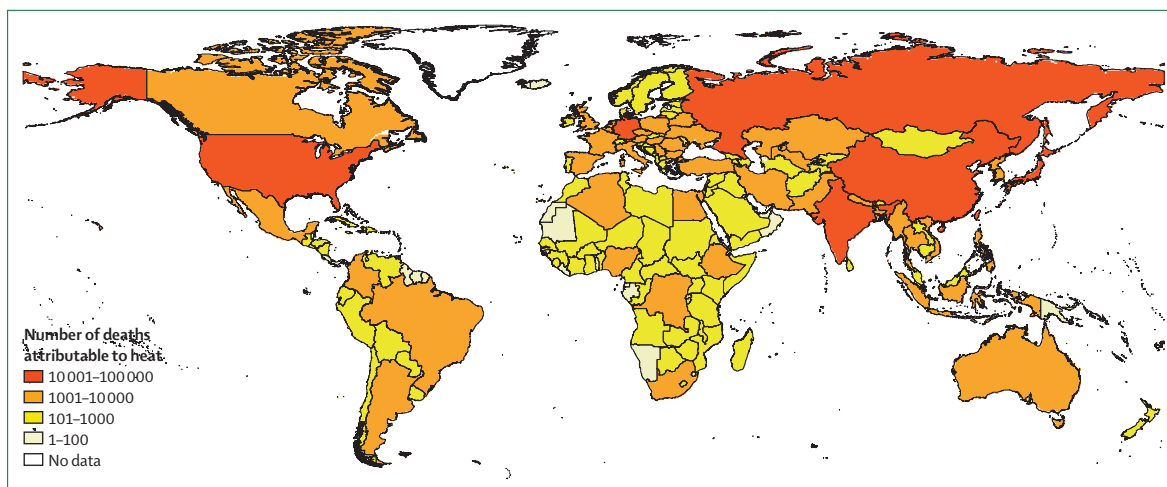 Number of deaths
attributable to heat
10 001–100 000
1001–10 000
101–1000
1–100
No data